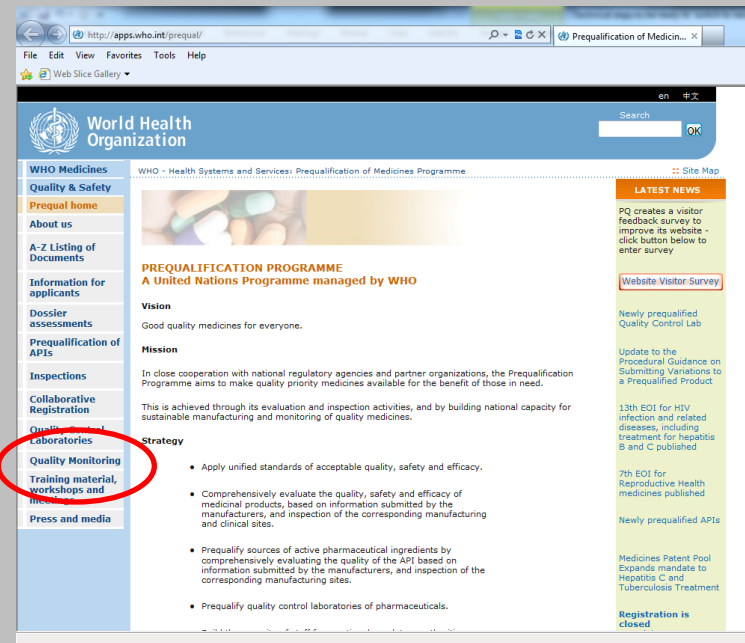 http://apps.who.int/prequal/
Prequalification of Medicin...
File Edit View Favorites Tools Help
Web Slice Gallery
en 中文
World Health
Organization
Search
OK
WHO Medicines
Quality & Safety
Prequal home
About us
A-Z Listing of
Documents
Information for
applicants
Dossier
assessments
Prequalification of
APIs
Inspections
Collaborative
Registration
Quality Control
Laboratories
Quality Monitoring
Training material,
workshops and
meetings
Press and media
WHO - Health Systems and Services: Prequalification of Medicines Programme
:: Site Map
PREQUALIFICATION PROGRAMME
A United Nations Programme managed by WHO
Vision
Good quality medicines for everyone.
Mission
In close cooperation with national regulatory agencies and partner organizations, the Prequalification
Programme aims to make quality priority medicines available for the benefit of those in need.
This is achieved through its evaluation and inspection activities, and by building national capacity for
sustainable manufacturing and monitoring of quality medicines.
Strategy
• Apply unified standards of acceptable quality, safety and efficacy.
• Comprehensively evaluate the quality, safety and efficacy of
medicinal products, based on information submitted by the
manufacturers, and inspection of the corresponding manufacturing
and clinical sites.
• Prequalify sources of active pharmaceutical ingredients by
comprehensively evaluating the quality of the API based on
information submitted by the manufacturers, and inspection of the
corresponding manufacturing sites.
• Prequalify quality control laboratories of pharmaceuticals.
LATEST NEWS
PQ creates a visitor
feedback survey to
improve its website -
click button below to
enter survey
Website Visitor Survey
Newly prequalified
Quality Control Lab
Update to the
Procedural Guidance on
Submitting Variations to
a Prequalified Product
13th EOI for HIV
infection and related
diseases, including
treatment for hepatitis
B and C published
7th EOI for
Reproductive Health
medicines published
Newly prequalified APIs
Medicines Patent Pool
Expands mandate to
Hepatitis C and
Tuberculosis Treatment
Registration is
closed